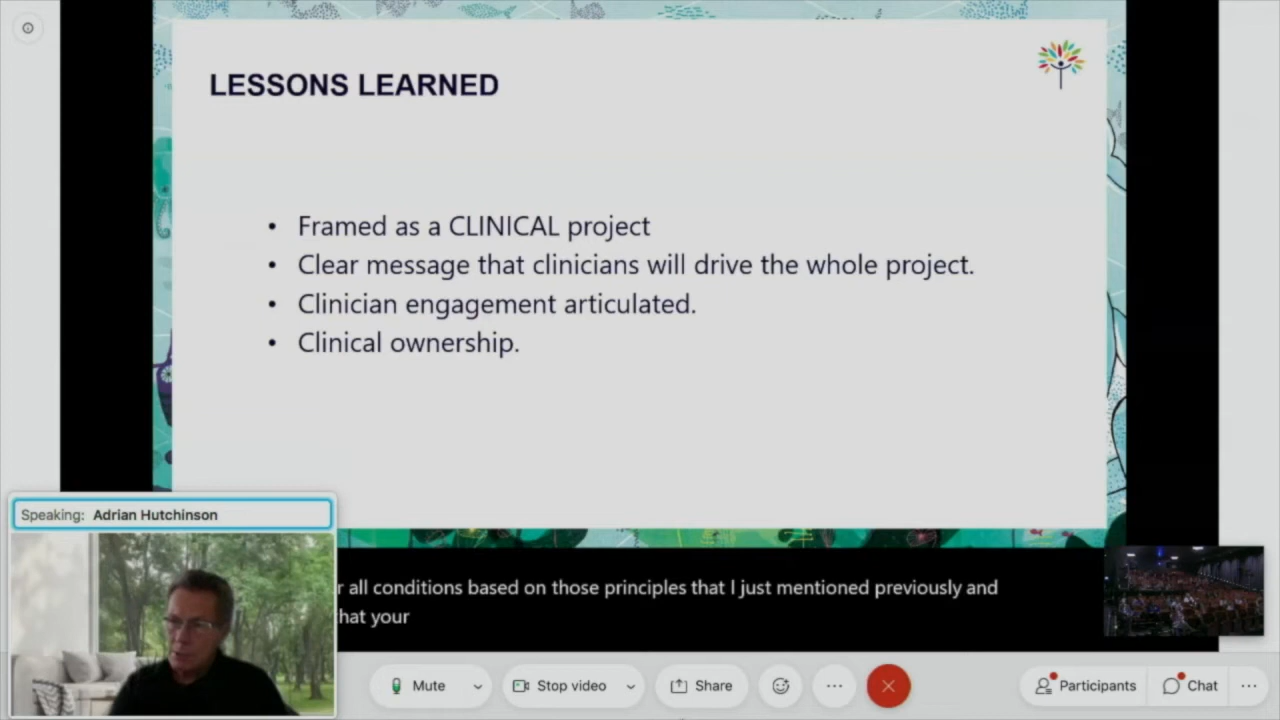 LESSONS LEARNED
• Framed as a CLINICAL project
• Clear message that clinicians will drive the whole project.
• Clinician engagement articulated.
• Clinical ownership.
Speaking: Adrian Hutchinson
all conditions based on those principles that I just mentioned previously and
your
Mute
Stop video
Share
Participants
Chat